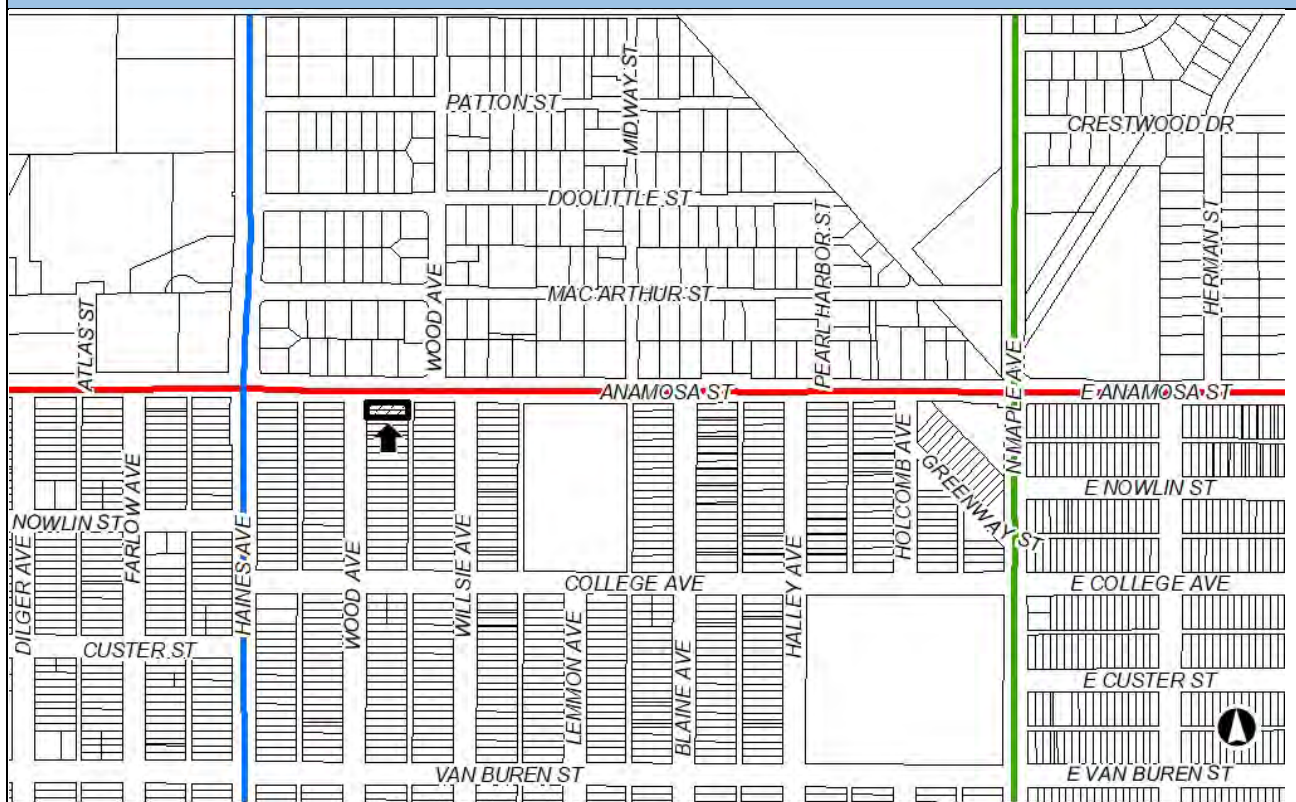 PATTON ST
MIDWAY ST
CRESTWOOD DR
DOOLITTLE ST
PEARL HARBOR ST
HERMAN ST
MAC ARTHUR ST
WOOD AVE
ATLAS ST
ANAMOSA ST
E ANAMOSA ST
N MAPLE AVE
HOLCOMB AVE
GREENWAY ST
E NOWLIN ST
NOWLIN ST
FARLOW AVE
DILGER AVE
HAINES AVE
WOOD AVE
WILLSIE AVE
COLLEGE AVE
E COLLEGE AVE
HALLEY AVE
LEMMON AVE
BLAINE AVE
CUSTER ST
E CUSTER ST
VAN BUREN ST
E VAN BUREN ST